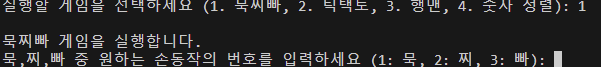 실행할 게임을 선택하세요 (1. 묵찌빠, 2. 틱택토, 3. 행맨, 4. 숫자 정렬): 1
묵찌빠 게임을 실행합니다.
묵,찌,빠 중 원하는 손동작의 번호를 입력하세요 (1: 묵, 2: 찌, 3: 빠):